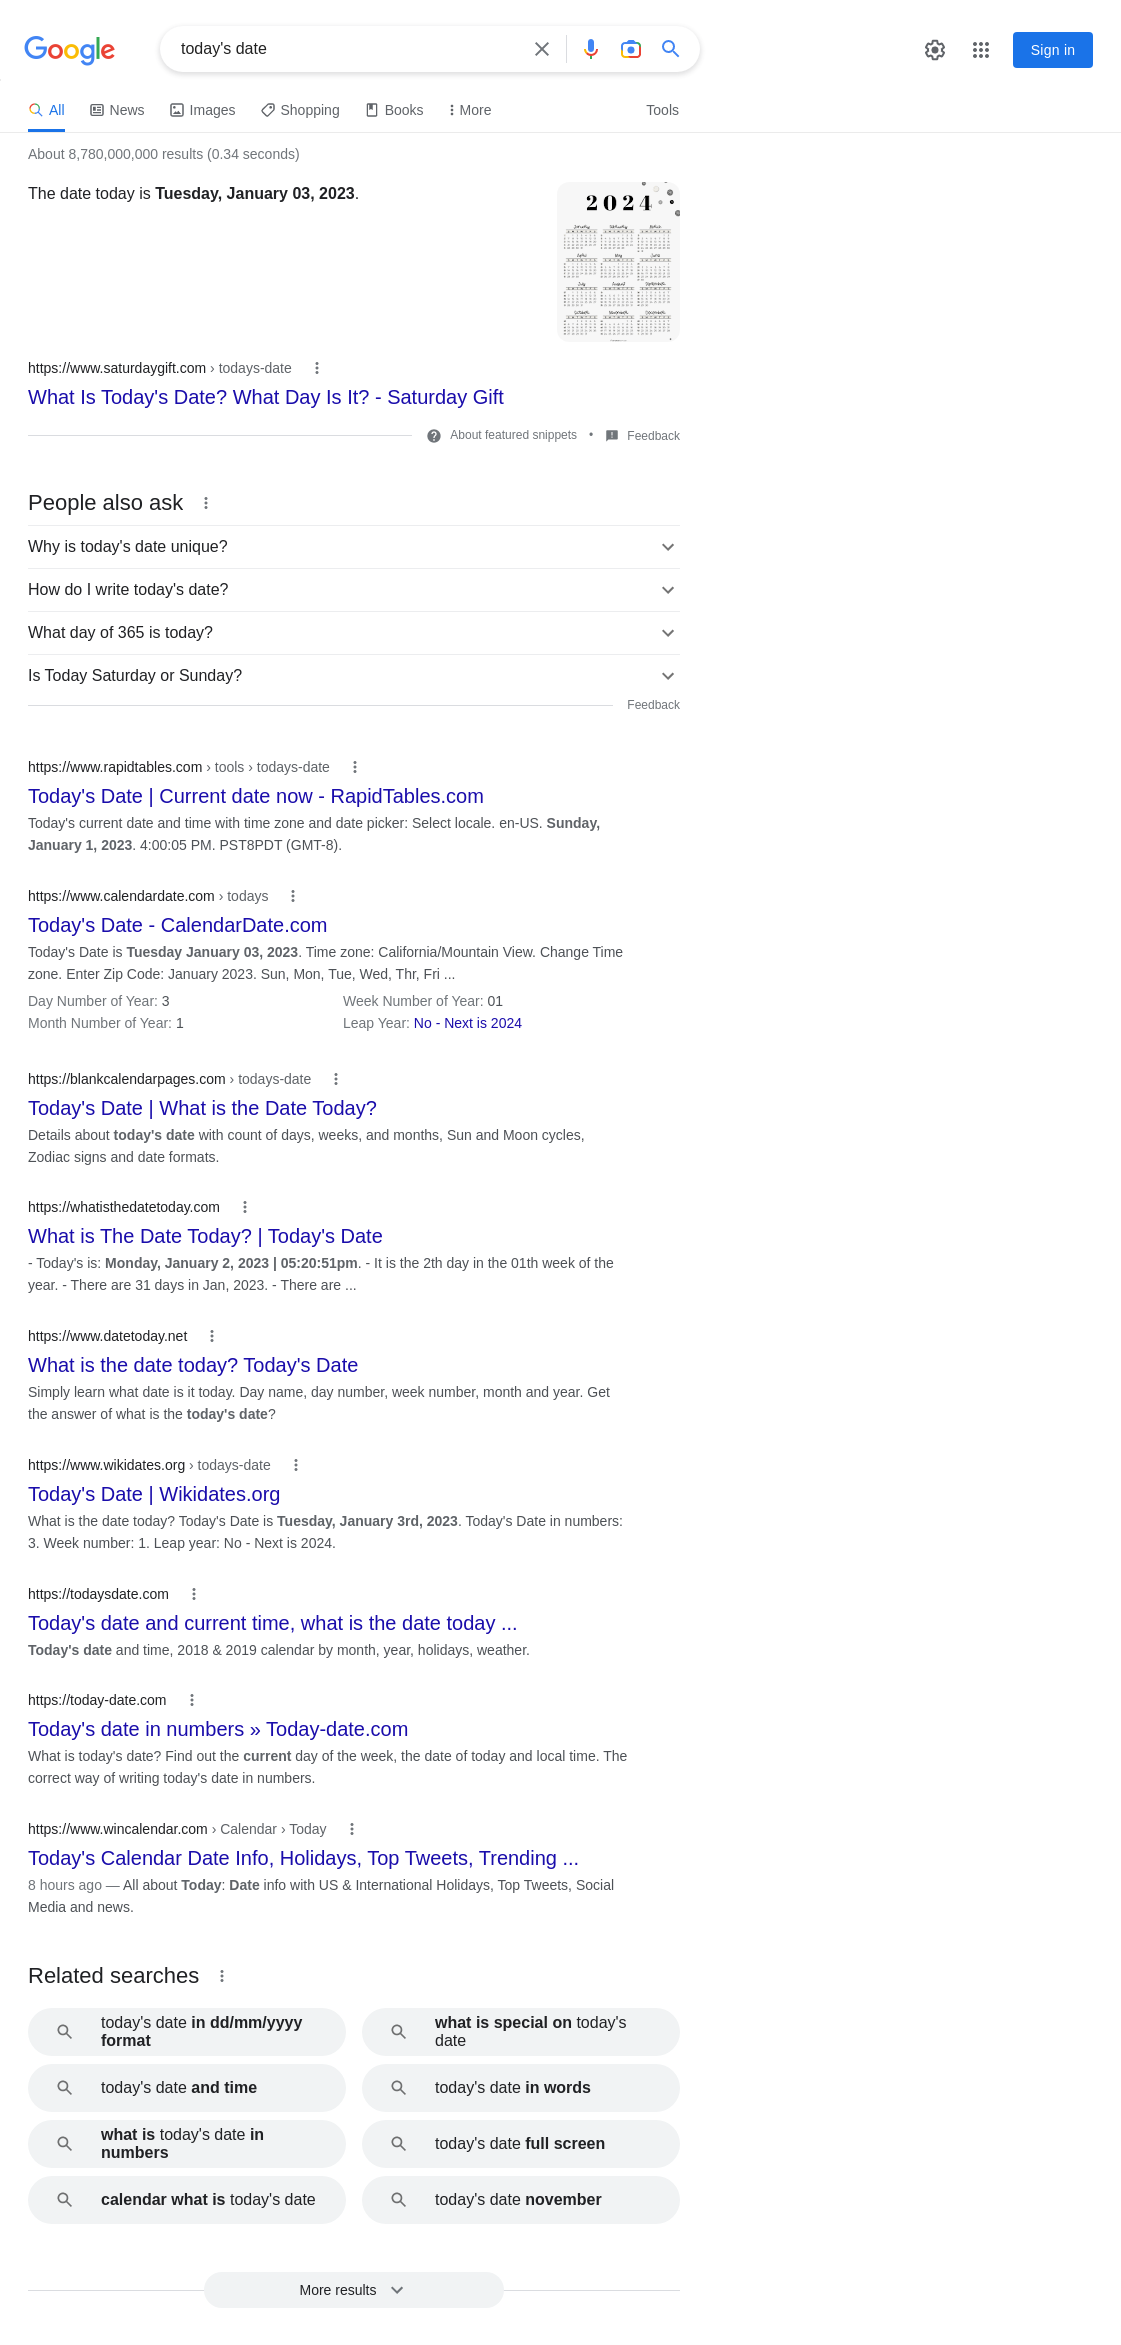 Google
today's date
Sign in
All
News
Images
Shopping
Books
More
Tools
About 8,780,000,000 results (0.34 seconds)
The date today is Tuesday, January 03, 2023.
2024
https://www.saturdaygift.com › todays-date
What Is Today's Date? What Day Is It? - Saturday Gift
About featured snippets • Feedback
People also ask
Why is today's date unique?
How do I write today's date?
What day of 365 is today?
Is Today Saturday or Sunday?
Feedback
https://www.rapidtables.com › tools › todays-date
Today's Date | Current date now - RapidTables.com
Today's current date and time with time zone and date picker: Select locale. en-US. Sunday,
January 1, 2023. 4:00:05 PM. PST8PDT (GMT-8).
https://www.calendardate.com › todays
Today's Date - CalendarDate.com
Today's Date is Tuesday January 03, 2023. Time zone: California/Mountain View. Change Time
zone. Enter Zip Code: January 2023. Sun, Mon, Tue, Wed, Thr, Fri ...
Day Number of Year: 3
Week Number of Year: 01
Month Number of Year: 1
Leap Year: No - Next is 2024
https://blankcalendarpages.com › todays-date
Today's Date | What is the Date Today?
Details about today's date with count of days, weeks, and months, Sun and Moon cycles,
Zodiac signs and date formats.
https://whatisthedatetoday.com
What is The Date Today? | Today's Date
- Today's is: Monday, January 2, 2023 | 05:20:51pm. - It is the 2th day in the 01th week of the
year. - There are 31 days in Jan, 2023. - There are ...
https://www.datetoday.net
What is the date today? Today's Date
Simply learn what date is it today. Day name, day number, week number, month and year. Get
the answer of what is the today's date?
https://www.wikidates.org › todays-date
Today's Date | Wikidates.org
What is the date today? Today's Date is Tuesday, January 3rd, 2023. Today's Date in numbers:
3. Week number: 1. Leap year: No - Next is 2024.
https://todaysdate.com
Today's date and current time, what is the date today ...
Today's date and time, 2018 & 2019 calendar by month, year, holidays, weather.
https://today-date.com
Today's date in numbers » Today-date.com
What is today's date? Find out the current day of the week, the date of today and local time. The
correct way of writing today's date in numbers.
https://www.wincalendar.com › Calendar › Today
Today's Calendar Date Info, Holidays, Top Tweets, Trending ...
8 hours ago — All about Today: Date info with US & International Holidays, Top Tweets, Social
Media and news.
Related searches
today's date in dd/mm/yyyy
format
what is special on today's
date
today's date and time
today's date in words
what is today's date in
numbers
today's date full screen
calendar what is today's date
today's date november
More results